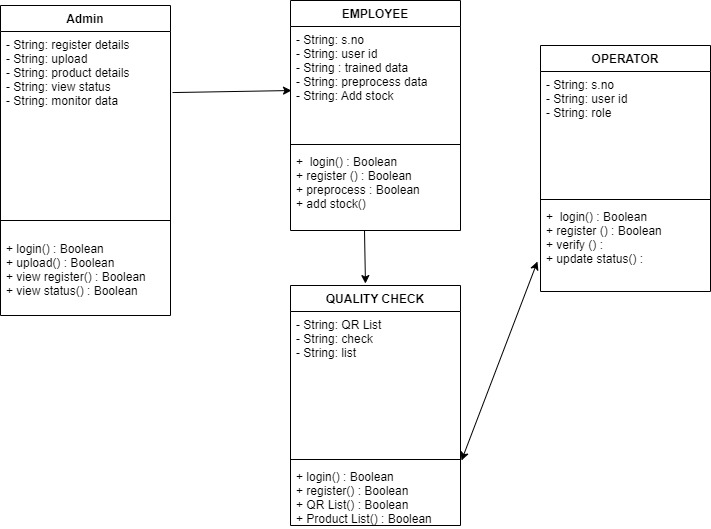 Admin
- String: register details
- String: upload
- String: product details
- String: view status
- String: monitor data
+ login() : Boolean
+ upload() : Boolean
+ view register() : Boolean
+ view status() : Boolean
EMPLOYEE
- String: s.no
- String: user id
- String : trained data
- String: preprocess data
- String: Add stock
+  login() : Boolean
+ register () : Boolean
+ preprocess : Boolean
+ add stock()
QUALITY CHECK
- String: QR List
- String: check
- String: list
+ login() : Boolean
+ register() : Boolean
+ QR List() : Boolean
+ Product List() : Boolean
OPERATOR
- String: s.no
- String: user id
- String: role
+  login() : Boolean
+ register () : Boolean
+ verify () :
+ update status() :